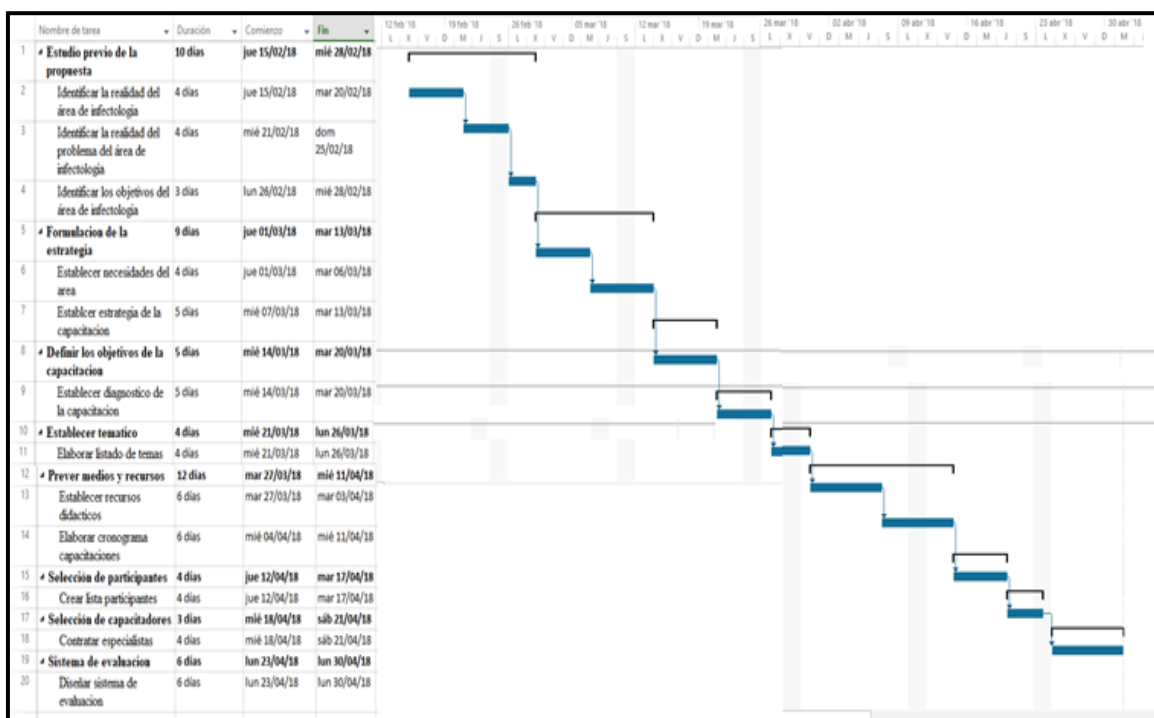 Nombre de tarea Duración Comienzo Fin
12 feb '18 19 feb '18 26 feb '18 05 mar '18 12 mar '18 19 mar '18 26 mar '18 02 abr '18 09 abr '18 16 abr '18 23 abr '18 30 abr '18
L X V D M J S L X V D M J S L X V D M J S L X V D M J S L X V D M J S L X V D M
1 Estudio previo de la 10 días jue 15/02/18 mié 28/02/18
propuesta
2 Identificar la realidad del 4 días jue 15/02/18 mar 20/02/18
área de infectologia
3 Identificar la realidad del 4 días mié 21/02/18 dom
problema del área de 25/02/18
infectologia
4 Identificar los objetivos del 3 días lun 26/02/18 mié 28/02/18
área de infectologia
5 Formulacion de la 9 días jue 01/03/18 mar 13/03/18
estrategia
6 Establecer necesidades del 4 días jue 01/03/18 mar 06/03/18
area
7 Establcer estrategia de la 5 días mié 07/03/18 mar 13/03/18
capacitacion
8 Definir los objetivos de la 5 días mié 14/03/18 mar 20/03/18
capacitacion
9 Establecer diagnostico de 5 días mié 14/03/18 mar 20/03/18
la capacitacion
10 Establecer tematico 4 días mié 21/03/18 lun 26/03/18
11 Elaborar listado de temas 4 días mié 21/03/18 lun 26/03/18
12 Prever medios y recursos 12 días mar 27/03/18 mié 11/04/18
13 Establecer recursos 6 días mar 27/03/18 mar 03/04/18
didacticos
14 Elaborar cronograma 6 días mié 04/04/18 mié 11/04/18
capacitaciones
15 Selección de participantes 4 días jue 12/04/18 mar 17/04/18
16 Crear lista participantes 4 días jue 12/04/18 mar 17/04/18
17 Selección de capacitadores 3 días mié 18/04/18 sáb 21/04/18
18 Contratar especialistas 4 días mié 18/04/18 sáb 21/04/18
19 Sistema de evaluacion 6 días lun 23/04/18 lun 30/04/18
20 Diseñar sistema de 6 días lun 23/04/18 lun 30/04/18
evaluacion